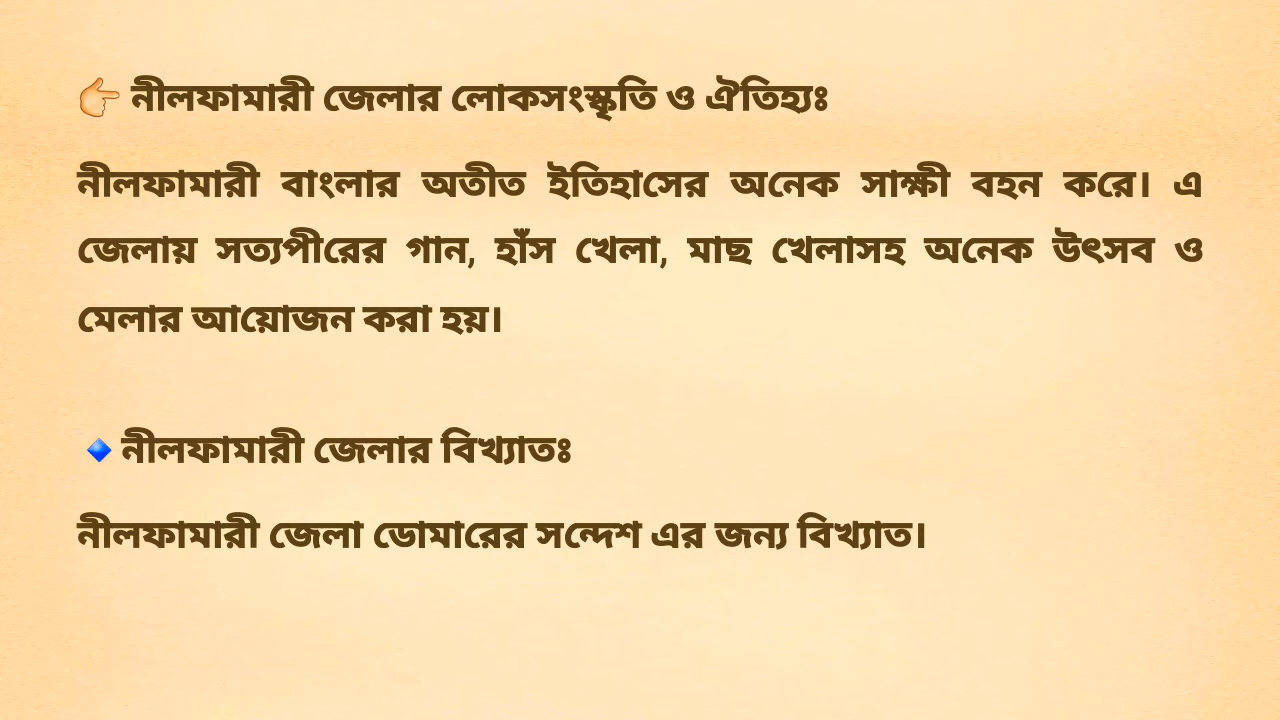 👉 নীলফামারী জেলার লোকসংস্কৃতি ও ঐতিহ্যঃ
নীলফামারী বাংলার অতীত ইতিহাসের অনেক সাক্ষী বহন করে। এ
জেলায় সত্যপীরের গান, হাঁস খেলা, মাছ খেলাসহ অনেক উৎসব ও
মেলার আয়োজন করা হয়।
🔹 নীলফামারী জেলার বিখ্যাতঃ
নীলফামারী জেলা ডোমারের সন্দেশ এর জন্য বিখ্যাত।